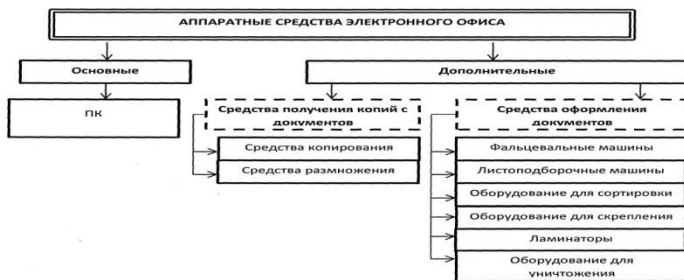 АППАРАТНЫЕ СРЕДСТВА ЭЛЕКТРОННОГО ОФИСА
Основные
Дополнительные
ПК
Средства получения копий с
документов
Средства оформления
документов
Средства копирования
Средства размножения
Фальцевальные машины
Листоподборочные машины
Оборудование для сортировки
Оборудование для скрепления
Ламинаторы
Оборудование для
уничтожения